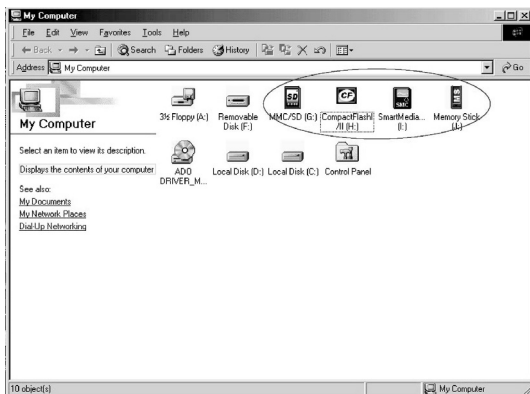 My Computer
File Edit View Favorites Tools Help
Back Search Folders History
Address My Computer Go
My Computer
Select an item to view its description.
Displays the contents of your computer
See also:
My Documents
My Network Places
Dial-Up Networking
3½ Floppy (A:) Removable Disk (F:) MMC/SD (G:) CompactFlashI/II (H:) SmartMedia... (I:) Memory Stick (J:)
SD CF SMC MS
ADO DRIVER_M... Local Disk (D:) Local Disk (C:) Control Panel
10 object(s) My Computer